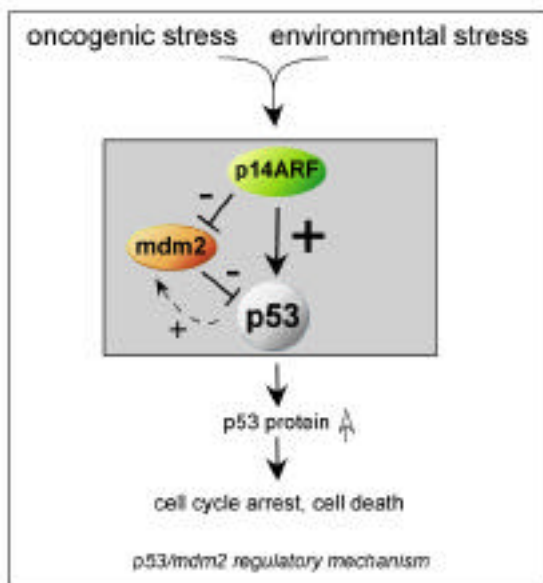 oncogenic stress environmental stress
p14ARF
-
+
mdm2
-
p53
+
p53 protein
cell cycle arrest, cell death
p53/mdm2 regulatory mechanism